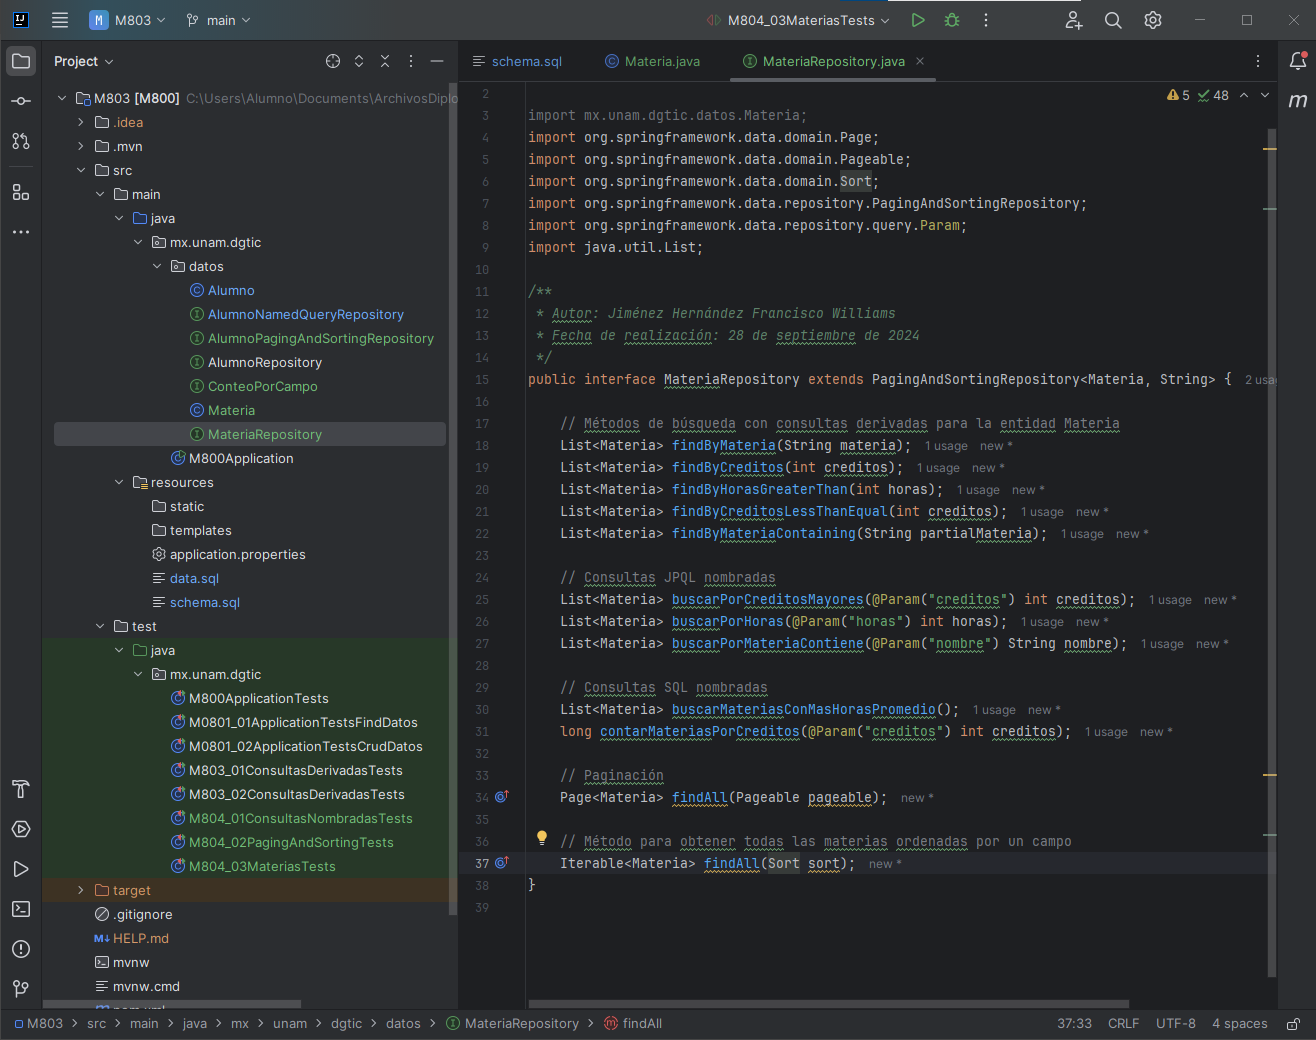 M M803 main M804_03MateriasTests
Project
schema.sql Materia.java MateriaRepository.java
M803 [M800] C:\Users\Alumno\Documents\ArchivosDiplo
.idea
.mvn
src
main
java
mx.unam.dgtic
datos
Alumno
AlumnoNamedQueryRepository
AlumnoPagingAndSortingRepository
AlumnoRepository
ConteoPorCampo
Materia
MateriaRepository
M800Application
resources
static
templates
application.properties
data.sql
schema.sql
test
java
mx.unam.dgtic
M800ApplicationTests
M0801_01ApplicationTestsFindDatos
M0801_02ApplicationTestsCrudDatos
M803_01ConsultasDerivadasTests
M803_02ConsultasDerivadasTests
M804_01ConsultasNombradasTests
M804_02PagingAndSortingTests
M804_03MateriasTests
target
.gitignore
HELP.md
mvnw
mvnw.cmd
5 48
2
3 import mx.unam.dgtic.datos.Materia;
4 import org.springframework.data.domain.Page;
5 import org.springframework.data.domain.Pageable;
6 import org.springframework.data.domain.Sort;
7 import org.springframework.data.repository.PagingAndSortingRepository;
8 import org.springframework.data.repository.query.Param;
9 import java.util.List;
10
11 /**
12 * Autor: Jiménez Hernández Francisco Williams
13 * Fecha de realización: 28 de septiembre de 2024
14 */
15 public interface MateriaRepository extends PagingAndSortingRepository<Materia, String> { 2 usa
16
17 // Métodos de búsqueda con consultas derivadas para la entidad Materia
18 List<Materia> findByMateria(String materia); 1 usage new *
19 List<Materia> findByCreditos(int creditos); 1 usage new *
20 List<Materia> findByHorasGreaterThan(int horas); 1 usage new *
21 List<Materia> findByCreditosLessThanEqual(int creditos); 1 usage new *
22 List<Materia> findByMateriaContaining(String partialMateria); 1 usage new *
23
24 // Consultas JPQL nombradas
25 List<Materia> buscarPorCreditosMayores(@Param("creditos") int creditos); 1 usage new *
26 List<Materia> buscarPorHoras(@Param("horas") int horas); 1 usage new *
27 List<Materia> buscarPorMateriaContiene(@Param("nombre") String nombre); 1 usage new *
28
29 // Consultas SQL nombradas
30 List<Materia> buscarMateriasConMasHorasPromedio(); 1 usage new *
31 long contarMateriasPorCreditos(@Param("creditos") int creditos); 1 usage new *
32
33 // Paginación
34 Page<Materia> findAll(Pageable pageable); new *
35
36 // Método para obtener todas las materias ordenadas por un campo
37 Iterable<Materia> findAll(Sort sort); new *
38 }
39
M803 > src > main > java > mx > unam > dgtic > datos > MateriaRepository > findAll 37:33 CRLF UTF-8 4 spaces